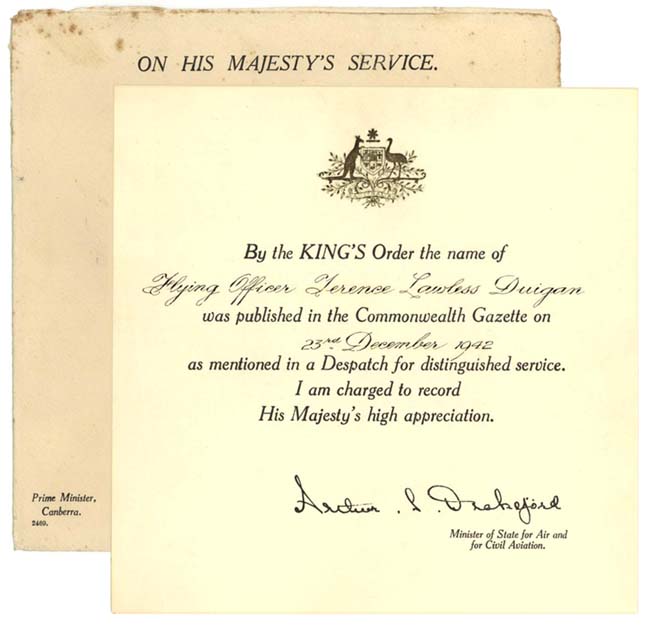 ON HIS MAJESTY'S SERVICE.
By the KING'S Order the name of
Flying Officer Terence Lawless Duigan
was published in the Commonwealth Gazette on
23rd December 1942
as mentioned in a Despatch for distinguished service.
I am charged to record
His Majesty's high appreciation.
Arthur . S. Drakeford
Minister of State for Air and
for Civil Aviation.
Prime Minister,
Canberra.
2469.